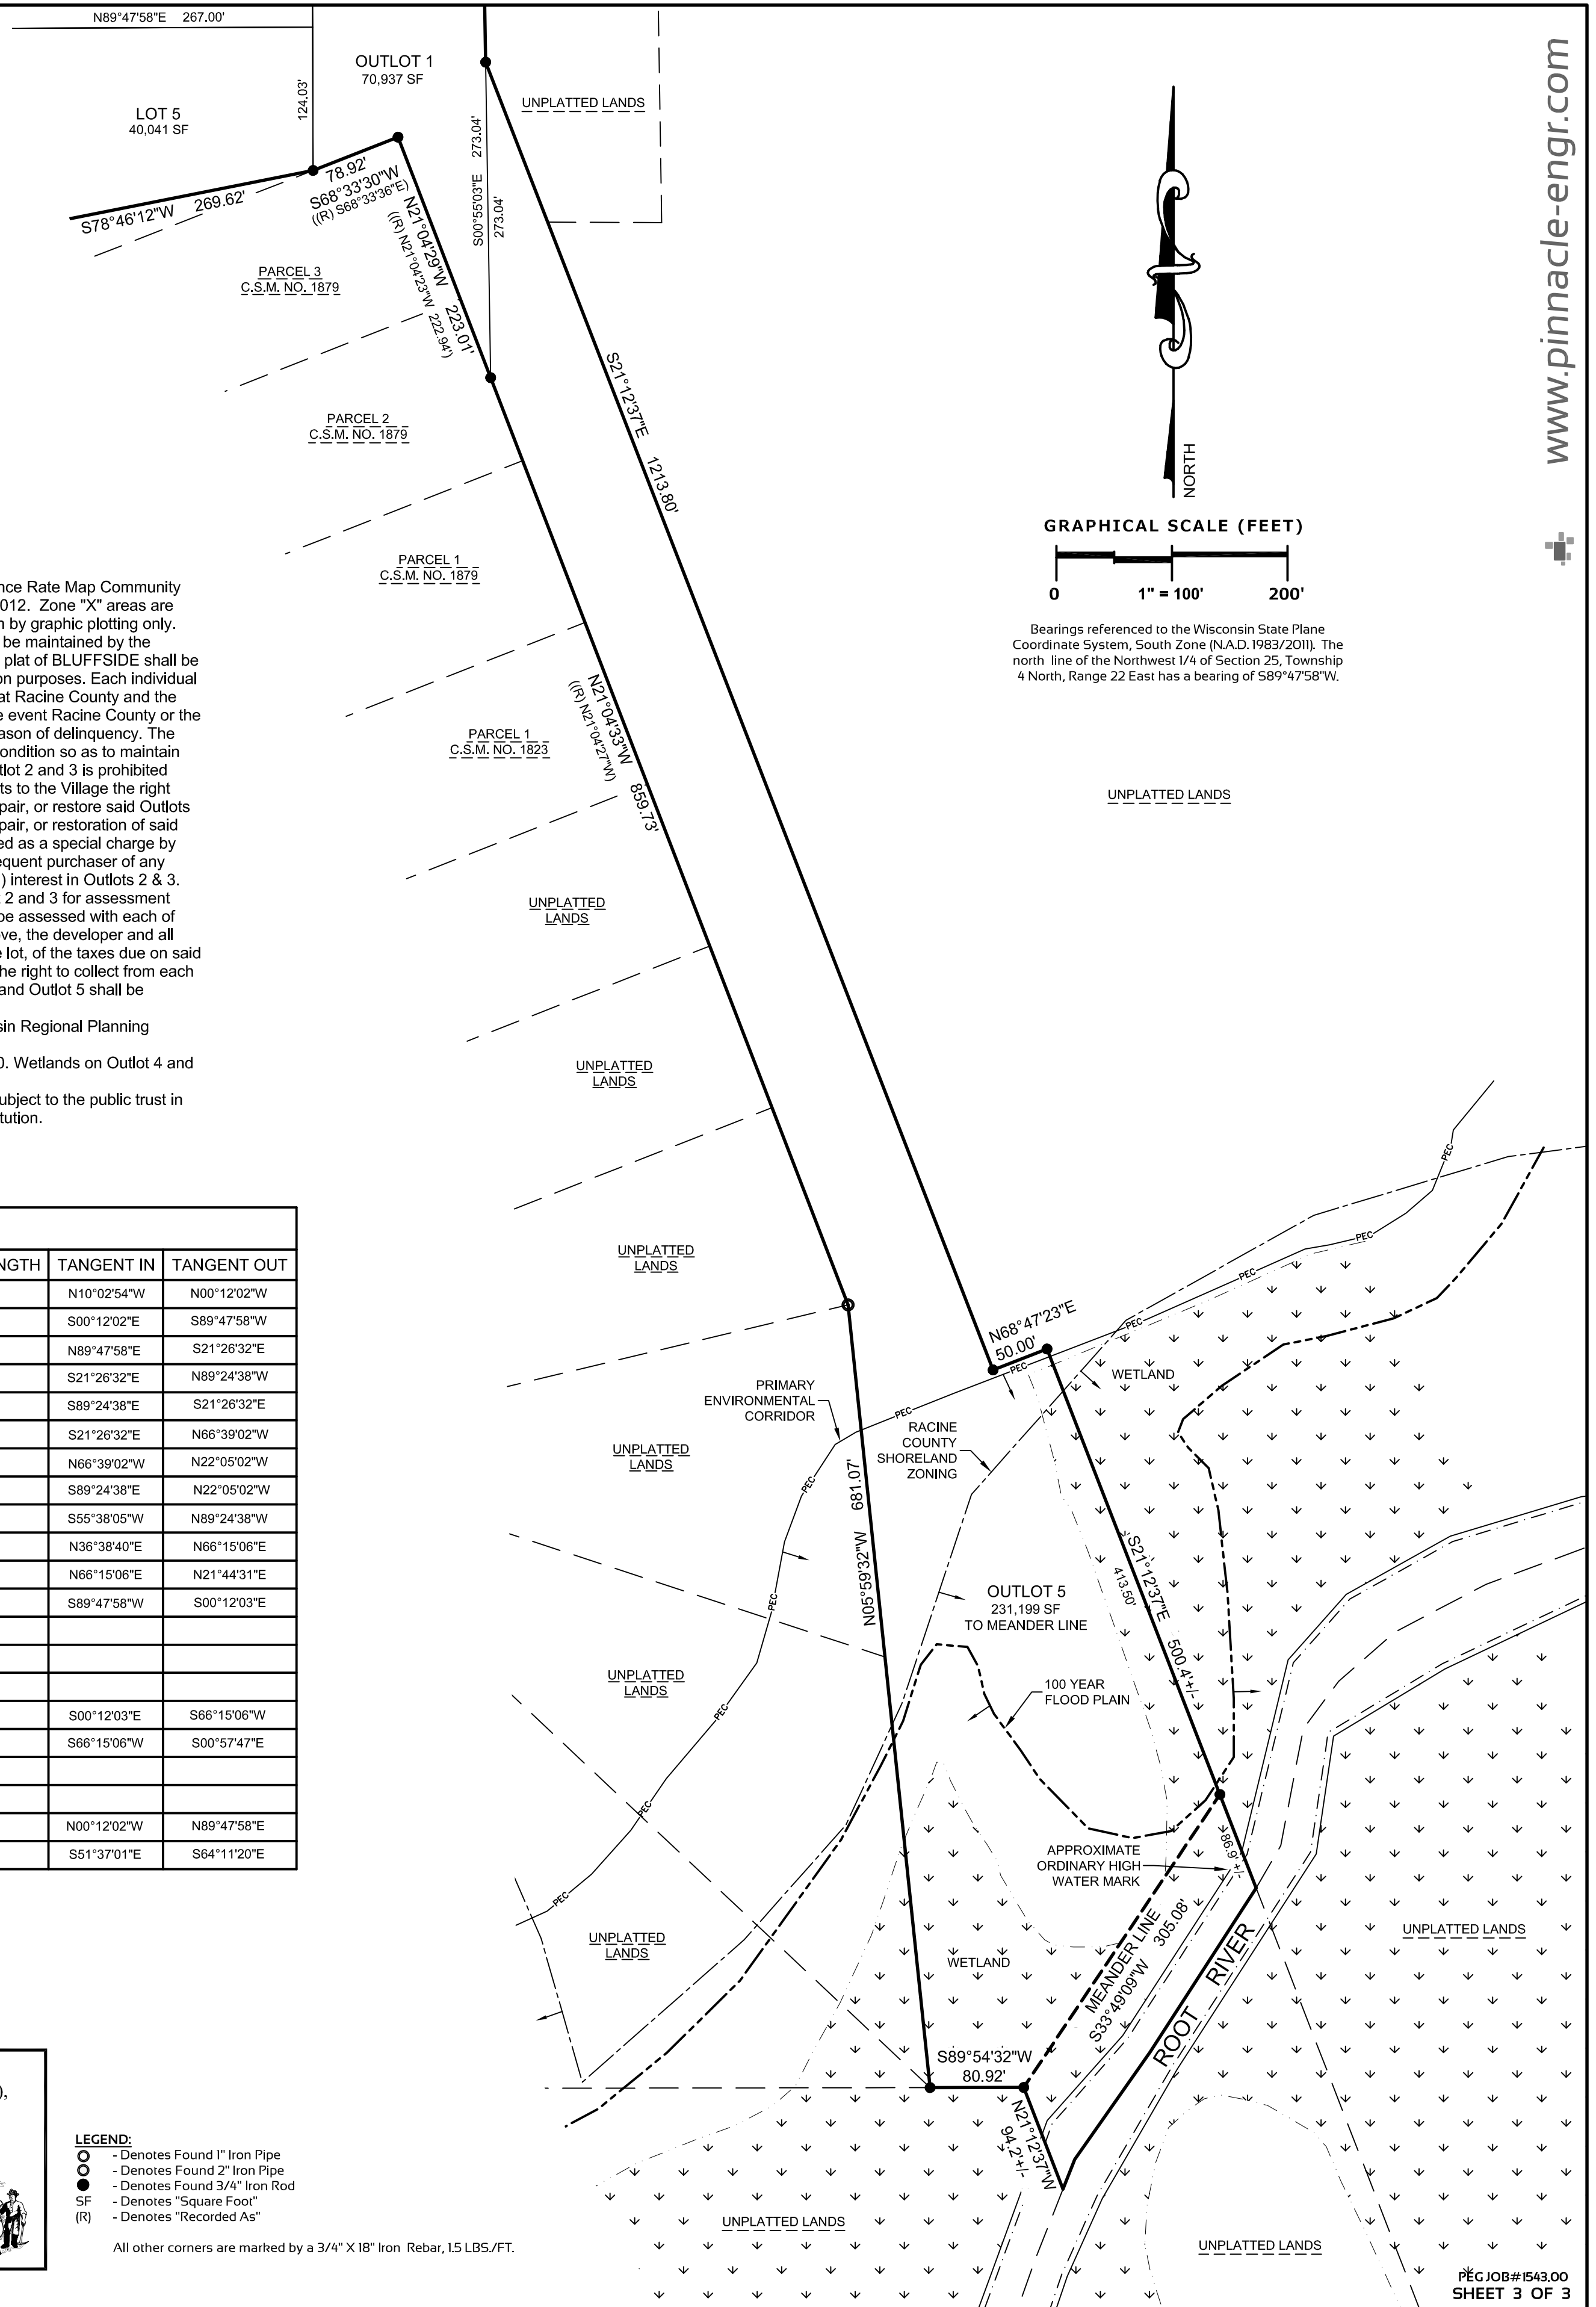 N89°47'58"E 267.00'
124.03'
LOT 5
40,041 SF
OUTLOT 1
70,937 SF
UNPLATTED LANDS
S00°55'03"E 273.04'
273.04'
78.92'
S68°33'30"W
((R) S68°33'36"E)
S78°46'12"W 269.62'
N21°04'29"W 223.01'
((R) N21°04'23"W 222.94')
PARCEL 3
C.S.M. NO. 1879
PARCEL 2
C.S.M. NO. 1879
PARCEL 1
C.S.M. NO. 1879
PARCEL 1
C.S.M. NO. 1823
S21°12'37"E 1213.80'
N21°04'33"W 859.73'
((R) N21°04'27"W)
www.pinnacle-engr.com
NORTH
GRAPHICAL SCALE (FEET)
0 1" = 100' 200'
Bearings referenced to the Wisconsin State Plane
Coordinate System, South Zone (N.A.D. 1983/2011). The
north line of the Northwest 1/4 of Section 25, Township
4 North, Range 22 East has a bearing of S89°47'58"W.
UNPLATTED LANDS
nce Rate Map Community
012. Zone "X" areas are
n by graphic plotting only.
be maintained by the
plat of BLUFFSIDE shall be
on purposes. Each individual
at Racine County and the
e event Racine County or the
ason of delinquency. The
ondition so as to maintain
tlot 2 and 3 is prohibited
ts to the Village the right
pair, or restore said Outlots
pair, or restoration of said
ed as a special charge by
equent purchaser of any
) interest in Outlots 2 & 3.
t 2 and 3 for assessment
be assessed with each of
ove, the developer and all
e lot, of the taxes due on said
he right to collect from each
and Outlot 5 shall be
sin Regional Planning
0. Wetlands on Outlot 4 and
ubject to the public trust in
tution.
NGTH TANGENT IN TANGENT OUT
N10°02'54"W N00°12'02"W
S00°12'02"E S89°47'58"W
N89°47'58"E S21°26'32"E
S21°26'32"E N89°24'38"W
S89°24'38"E S21°26'32"E
S21°26'32"E N66°39'02"W
N66°39'02"W N22°05'02"W
S89°24'38"E N22°05'02"W
S55°38'05"W N89°24'38"W
N36°38'40"E N66°15'06"E
N66°15'06"E N21°44'31"E
S89°47'58"W S00°12'03"E
S00°12'03"E S66°15'06"W
S66°15'06"W S00°57'47"E
N00°12'02"W N89°47'58"E
S51°37'01"E S64°11'20"E
UNPLATTED
LANDS
UNPLATTED
LANDS
UNPLATTED
LANDS
UNPLATTED
LANDS
UNPLATTED
LANDS
UNPLATTED
LANDS
N68°47'23"E
50.00'
PEC
PEC
PEC
PEC
PEC
PEC
PEC
PEC
PEC
PEC
PEC
PRIMARY
ENVIRONMENTAL
CORRIDOR
RACINE
COUNTY
SHORELAND
ZONING
WETLAND
N05°59'32"W 681.07'
S21°12'37"E 500.4'+/-
413.50'
OUTLOT 5
231,199 SF
TO MEANDER LINE
100 YEAR
FLOOD PLAIN
APPROXIMATE
ORDINARY HIGH
WATER MARK
86.9'+/-
MEANDER LINE
S33°49'09"W 305.08'
WETLAND
ROOT RIVER
UNPLATTED LANDS
S89°54'32"W
80.92'
N21°12'37"W
94.2'+/-
UNPLATTED LANDS
UNPLATTED LANDS
),
LEGEND:
- Denotes Found 1" Iron Pipe
- Denotes Found 2" Iron Pipe
- Denotes Found 3/4" Iron Rod
SF - Denotes "Square Foot"
(R) - Denotes "Recorded As"
All other corners are marked by a 3/4" X 18" Iron Rebar, 1.5 LBS./FT.
PEG JOB#1543.00
SHEET 3 OF 3